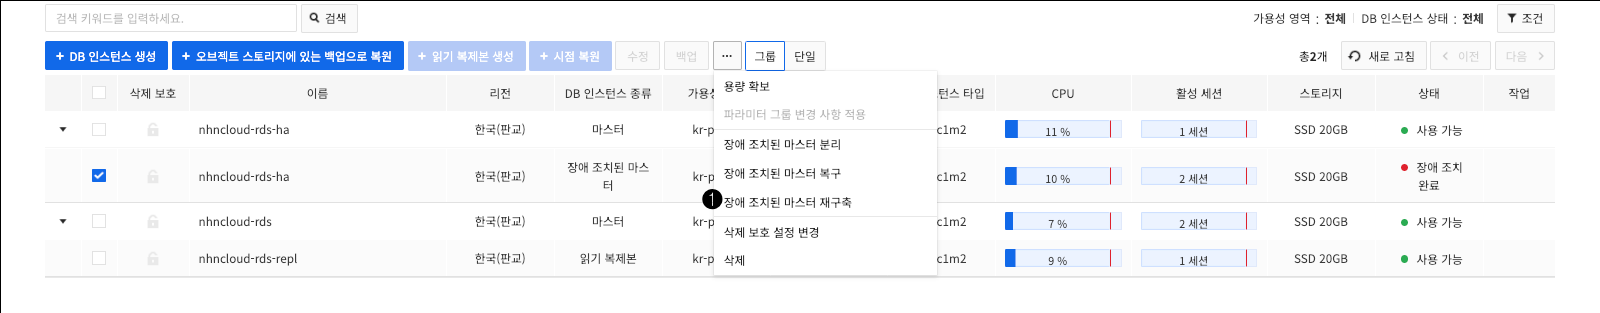 검색 키워드를 입력하세요. 검색 가용성 영역 : 전체 DB 인스턴스 상태 : 전체 조건
+ DB 인스턴스 생성 + 오브젝트 스토리지에 있는 백업으로 복원 + 읽기 복제본 생성 + 시점 복원 수정 백업 ... 그룹 단일 총2개 새로 고침 < 이전 다음 >
삭제 보호 이름 리전 DB 인스턴스 종류 가용성 스턴스 타입 CPU 활성 세션 스토리지 상태 작업
nhncloud-rds-ha 한국(판교) 마스터 kr-p c1m2 11 % 1 세션 SSD 20GB 사용 가능
nhncloud-rds-ha 한국(판교) 장애 조치된 마스
터 kr-p c1m2 10 % 2 세션 SSD 20GB 장애 조치
완료
nhncloud-rds 한국(판교) 마스터 kr-p c1m2 7 % 2 세션 SSD 20GB 사용 가능
nhncloud-rds-repl 한국(판교) 읽기 복제본 kr-p c1m2 9 % 1 세션 SSD 20GB 사용 가능
용량 확보
파라미터 그룹 변경 사항 적용
장애 조치된 마스터 분리
장애 조치된 마스터 복구
1 장애 조치된 마스터 재구축
삭제 보호 설정 변경
삭제